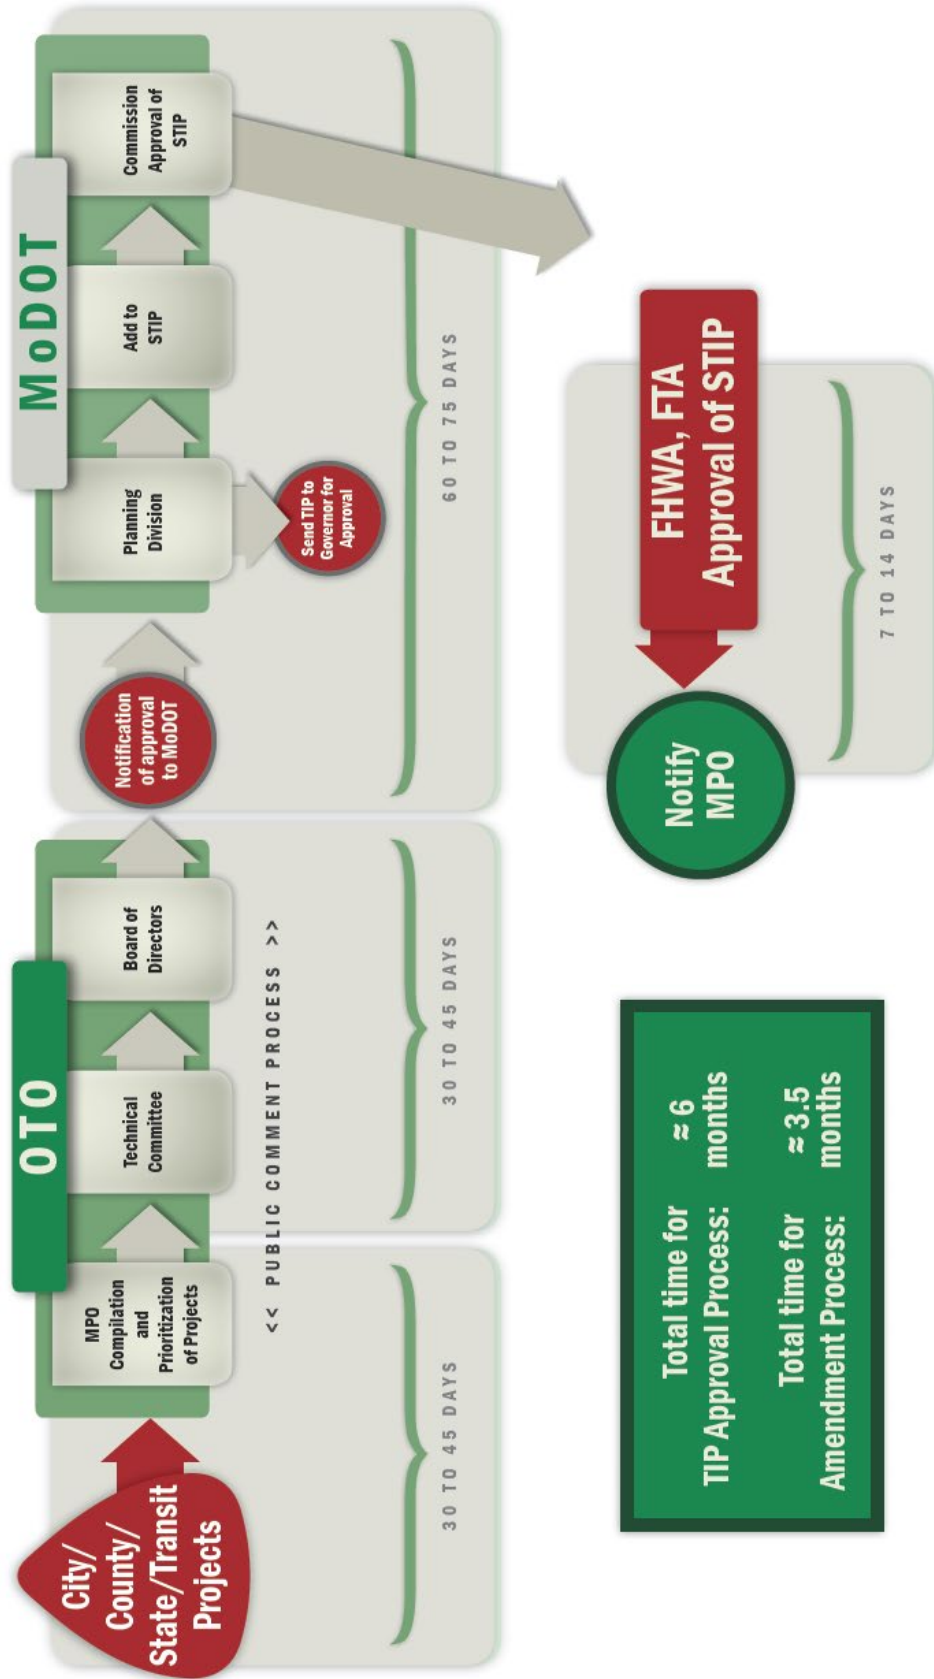 City/
County/
State/Transit
Projects
OTO
MPO
Compilation
and
Prioritization
of Projects
Technical
Committee
Board of
Directors
<< PUBLIC COMMENT PROCESS >>
30 TO 45 DAYS
30 TO 45 DAYS
Notification
of approval
to MoDOT
MoDOT
Planning
Division
Send TIP to
Governor for
Approval
Add to
STIP
Commission
Approval of
STIP
60 TO 75 DAYS
FHWA, FTA
Approval of STIP
Notify
MPO
7 TO 14 DAYS
Total time for
TIP Approval Process:
≈ 6
months
Total time for
Amendment Process:
≈ 3.5
months